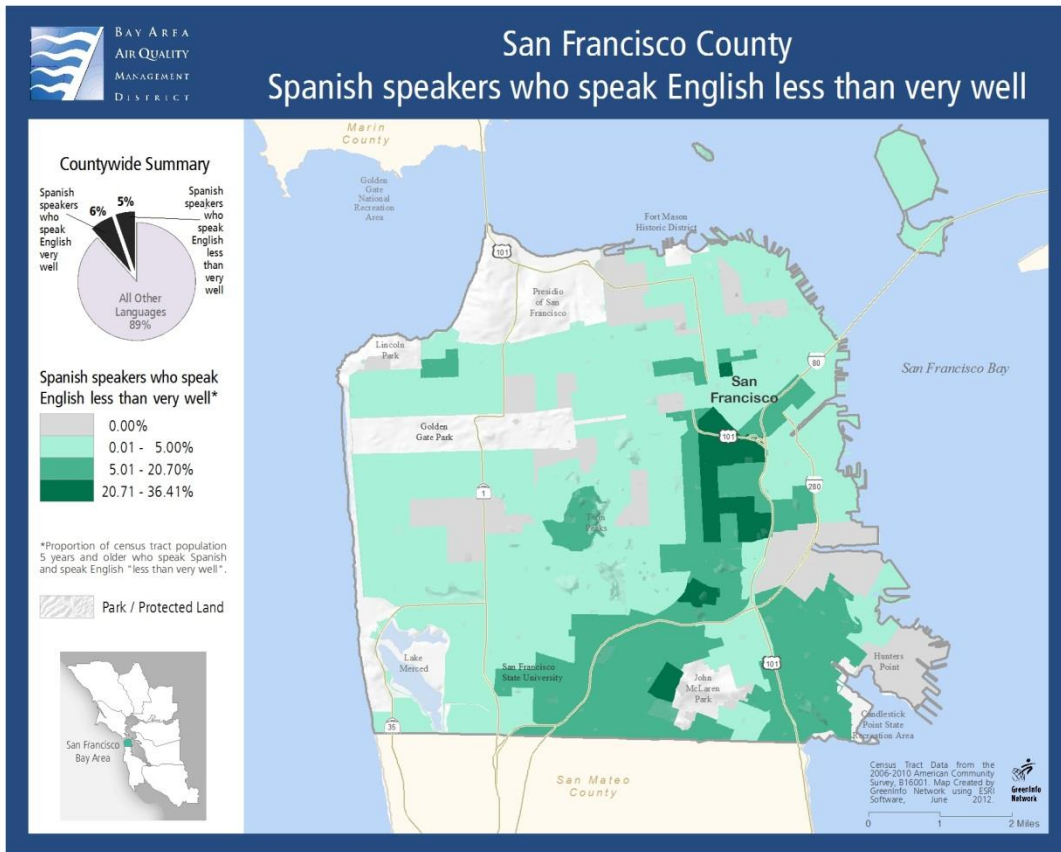 BAY AREA
AIR QUALITY
MANAGEMENT
DISTRICT
San Francisco County
Spanish speakers who speak English less than very well
Countywide Summary
Spanish
speakers
who
speak
English
very
well
6%
5%
Spanish
speakers
who
speak
English
less
than
very
well
All Other
Languages
89%
Spanish speakers who speak
English less than very well*
0.00%
0.01 - 5.00%
5.01 - 20.70%
20.71 - 36.41%
*Proportion of census tract population
5 years and older who speak Spanish
and speak English "less than very well".
Park / Protected Land
San Francisco
Bay Area
Marin
County
Golden
Gate
National
Recreation
Area
Fort Mason
Historic District
101
Presidio
of San
Francisco
Lincoln
Park
80
San Francisco Bay
San
Francisco
Golden
Gate Park
101
1
280
Twin
Peaks
Lake
Merced
San Francisco
State University
John
McLaren
Park
101
Hunters
Point
Candlestick
Point State
Recreation Area
35
San Mateo
County
Census Tract Data from the
2006-2010 American Community
Survey, B16001. Map Created by
GreenInfo Network using ESRI
Software, June 2012.
GreenInfo
Network
0 1 2 Miles